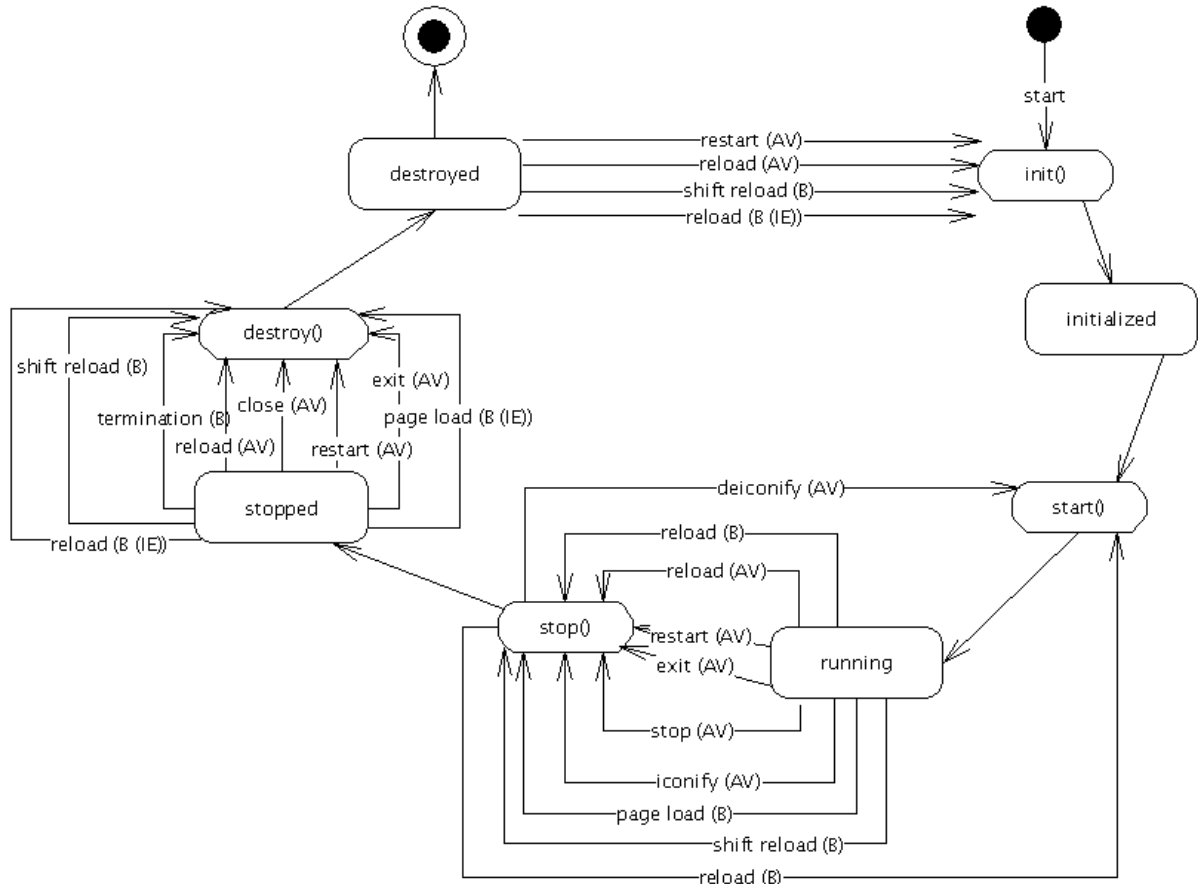 start
restart (AV)
reload (AV)
shift reload (B)
reload (B (IE))
destroyed
init()
initialized
destroy()
shift reload (B)
exit (AV)
termination (B)
close (AV)
page load (B (IE))
reload (AV)
restart (AV)
stopped
reload (B (IE))
deiconify (AV)
start()
reload (B)
reload (AV)
stop()
restart (AV)
exit (AV)
running
stop (AV)
iconify (AV)
page load (B)
shift reload (B)
reload (B)